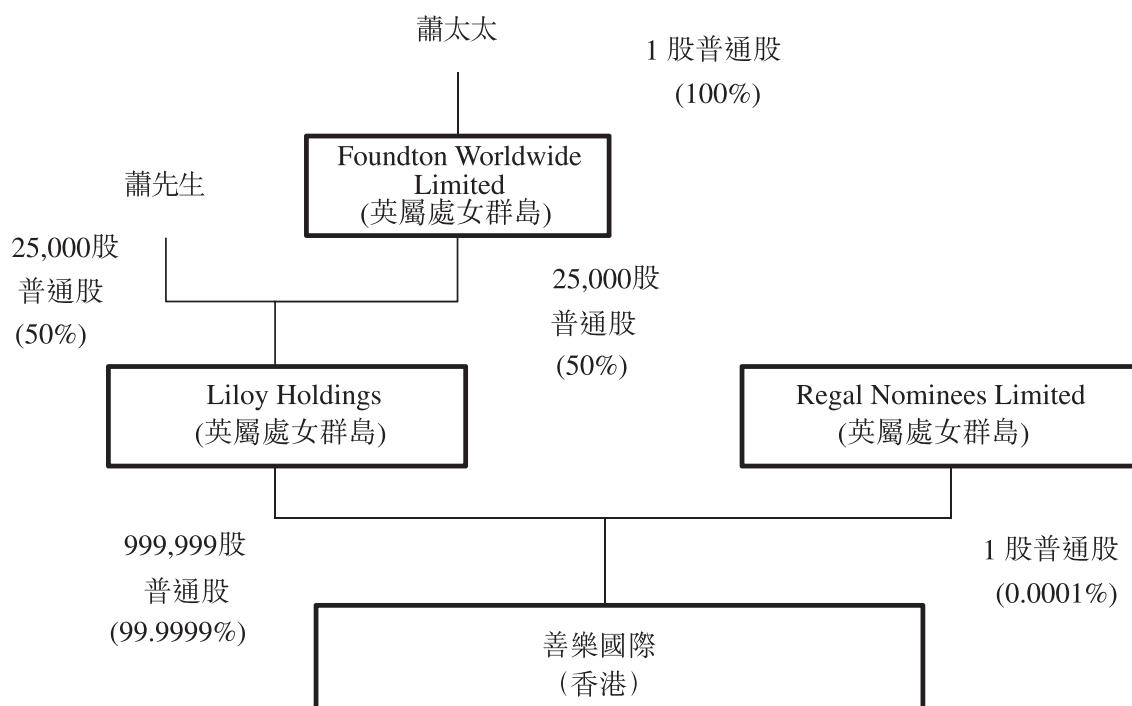 蕭太太
1 股普通股
(100%)
Foundton Worldwide
Limited
(英屬處女群島)
蕭先生
25,000股
普通股
(50%)
25,000股
普通股
(50%)
Liloy Holdings
(英屬處女群島)
Regal Nominees Limited
(英屬處女群島)
999,999股
普通股
(99.9999%)
1 股普通股
(0.0001%)
善樂國際
（香港）